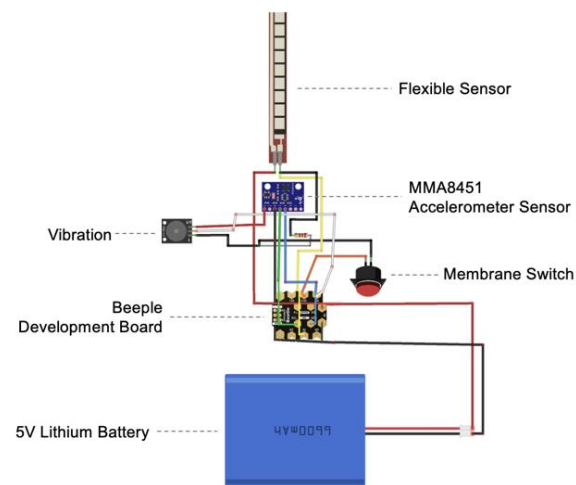 Flexible Sensor
MMA8451
Accelerometer Sensor
Vibration
Membrane Switch
Beeple
Development Board
5V Lithium Battery